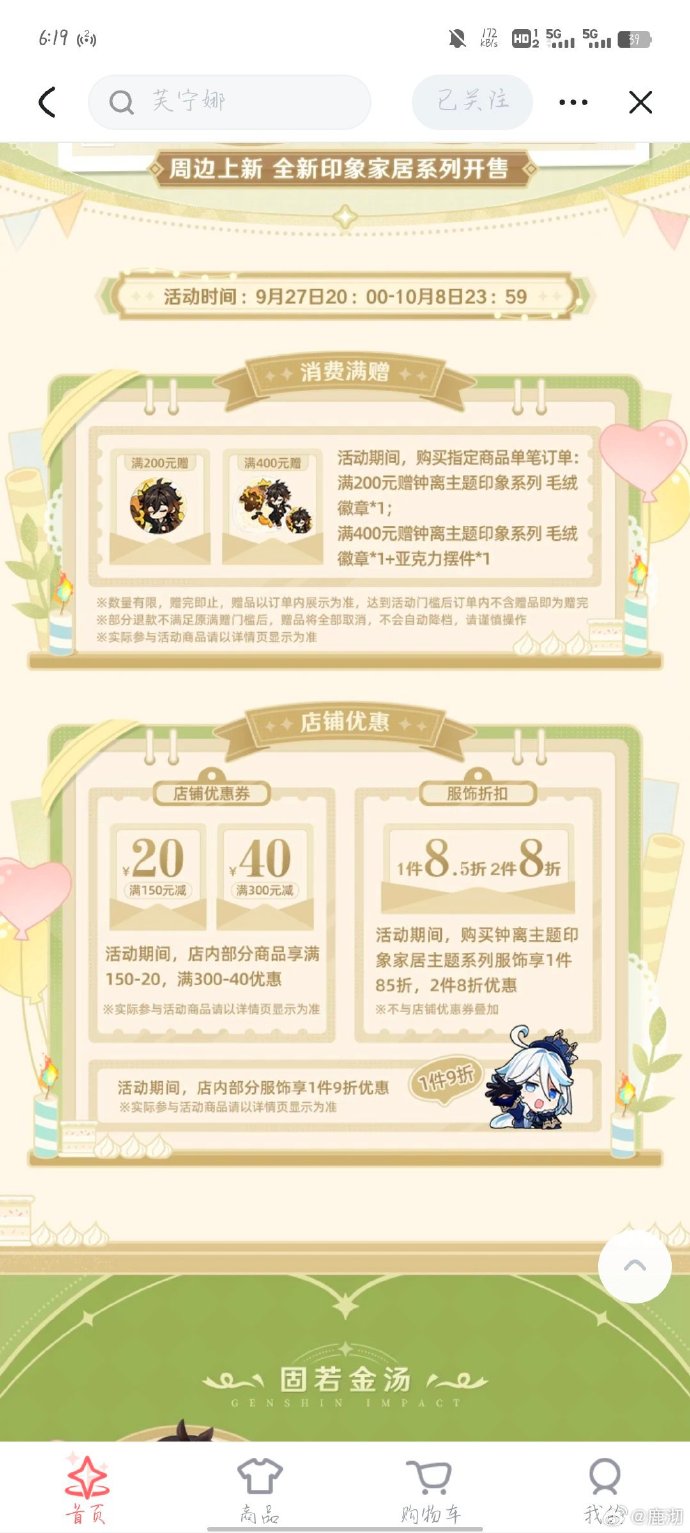 6:19
172
KB/S
HD 1 2
5G
5G
39
芙宁娜
已关注
周边上新 全新印象家居系列开售
活动时间：9月27日20：00-10月8日23：59
消费满赠
满200元赠
满400元赠
活动期间，购买指定商品单笔订单：
满200元赠钟离主题印象系列 毛绒
徽章*1；
满400元赠钟离主题印象系列 毛绒
徽章*1+亚克力摆件*1
※数量有限，赠完即止，赠品以订单内展示为准，达到活动门槛后订单内不含赠品即为赠完
※部分退款不满足原满赠门槛后，赠品将全部取消，不会自动降档，请谨慎操作
※实际参与活动商品请以详情页显示为准
店铺优惠
店铺优惠券
¥20
满150元减
¥40
满300元减
活动期间，店内部分商品享满
150-20，满300-40优惠
※实际参与活动商品请以详情页显示为准
服饰折扣
1件8.5折 2件8折
活动期间，购买钟离主题印
象家居主题系列服饰享1件
85折，2件8折优惠
※不与店铺优惠券叠加
活动期间，店内部分服饰享1件9折优惠
※实际参与活动商品请以详情页显示为准
1件9折
固若金汤
GENSHIN IMPACT
首页
商品
购物车
我的
@鹿沏